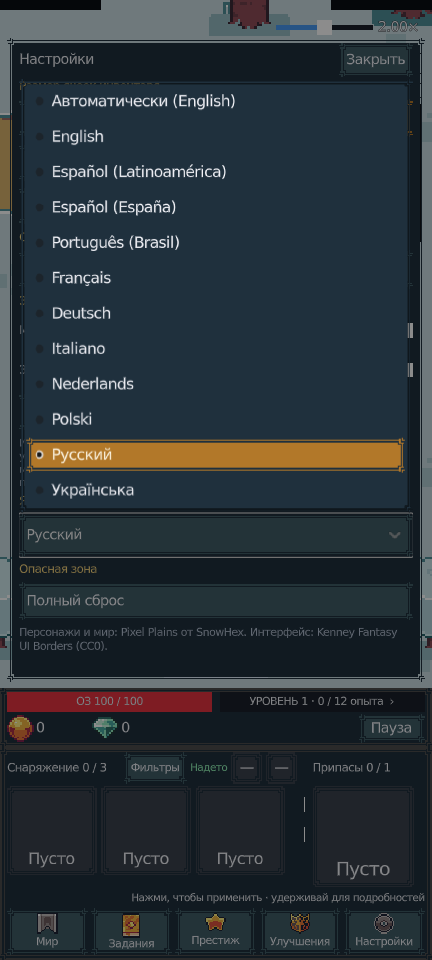 2.00×
Настройки
Закрыть
Автоматически (English)
English
Español (Latinoamérica)
Español (España)
Português (Brasil)
Français
Deutsch
Italiano
Nederlands
Polski
Русский
Українська
Русский
Опасная зона
Полный сброс
Персонажи и мир: Pixel Plains от SnowHex. Интерфейс: Kenney Fantasy
UI Borders (CC0).
ОЗ 100 / 100
УРОВЕНЬ 1 · 0 / 12 опыта ›
0
0
Пауза
Снаряжение 0 / 3
Фильтры
Надето
—
—
Припасы 0 / 1
Пусто
Пусто
Пусто
Пусто
Нажми, чтобы применить · удерживай для подробностей
Мир
Задания
Престиж
Улучшения
Настройки